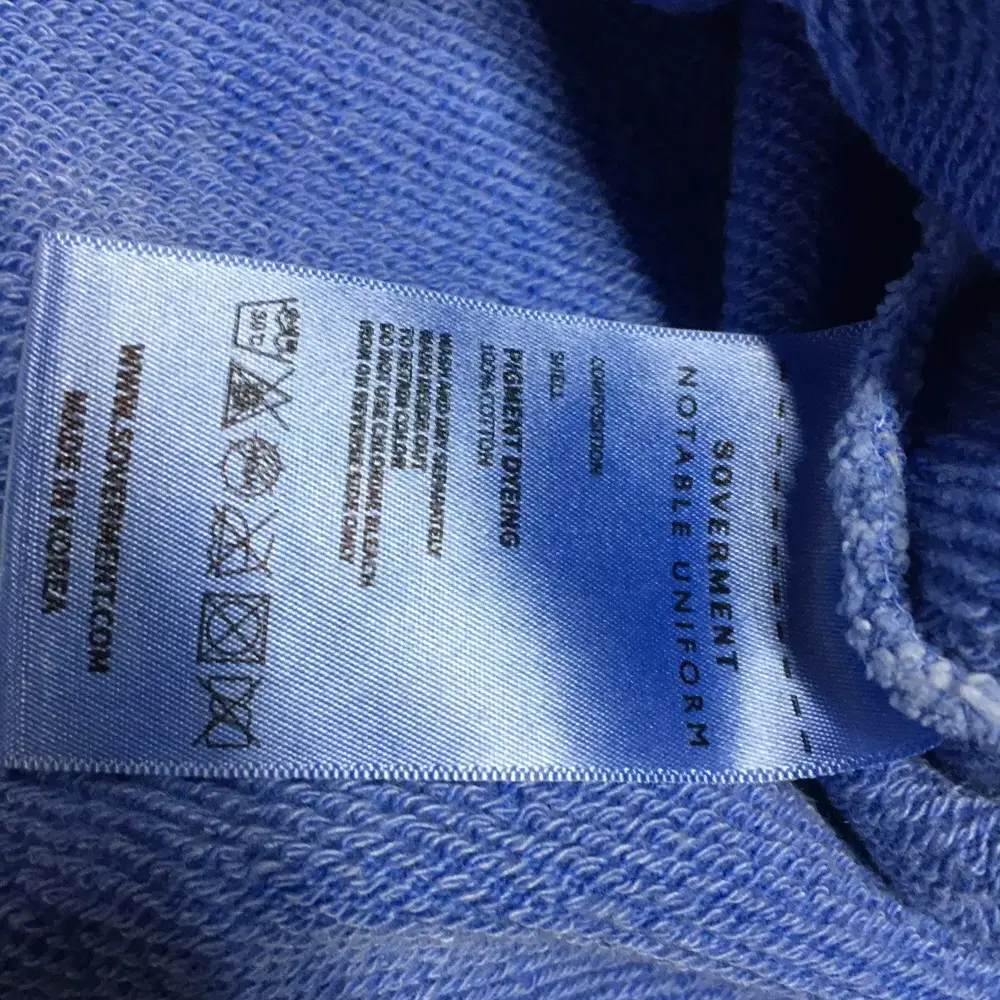 SOVERMENT
NOTABLE UNIFORM
COMPOSITION
SHELL
PIGMENT DYEING
100% COTTON
WASH AND DRY SEPARATELY
WASH INSIDE OUT
TO RETAIN COLOR
DO NOT USE CHLORINE BLEACH
IRON ON REVERSE SIDE ONLY
30℃
WWW.SOVERMENT.COM
MADE IN KOREA